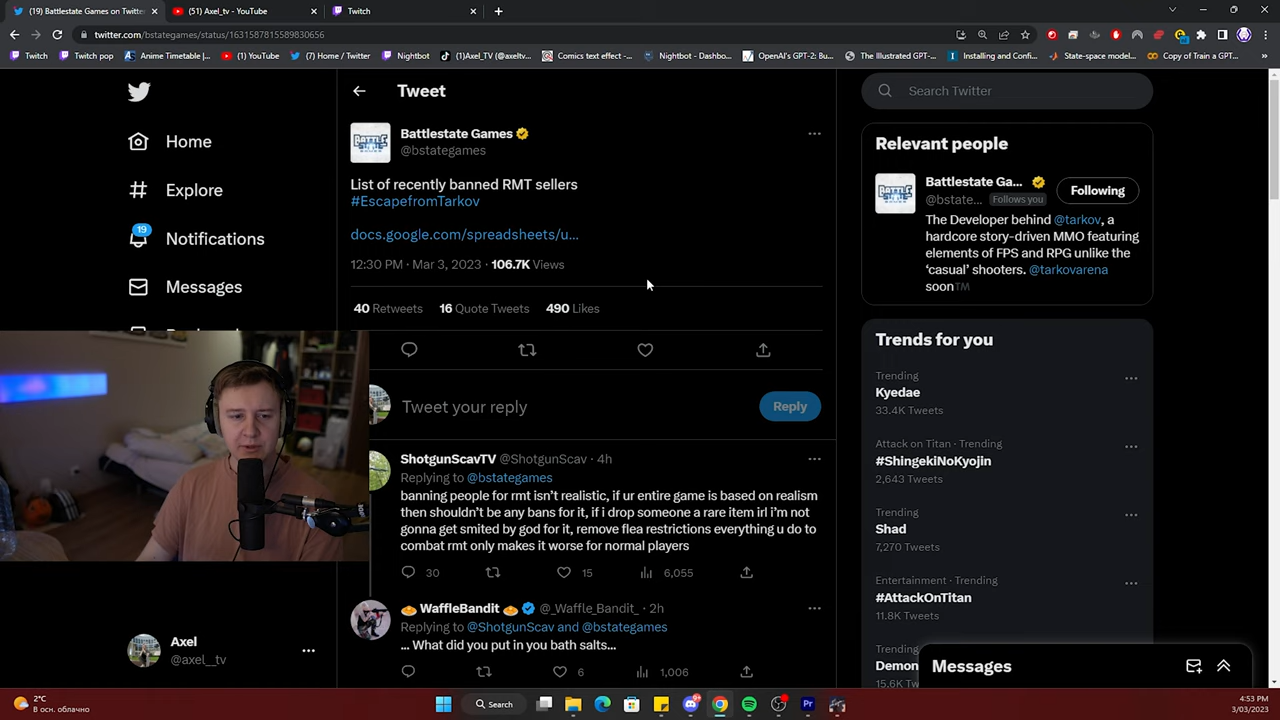 (19) Battlestate Games on Twitter
(51) Axel_tv - YouTube
Twitch
twitter.com/bstategames/status/1631587815589830656
Twitch
Twitch pop
Anime Timetable |...
(1) YouTube
(7) Home / Twitter
Nightbot
(1)Axel TV (@axeltv...
Comics text effect -...
Nightbot - Dashbo...
OpenAI's GPT-2: Bu...
The Illustrated GPT-...
Installing and Confi...
State-space model...
Copy of Train a GPT...
Home
Explore
19
Notifications
Messages
Axel
@axel__tv
Tweet
Battlestate Games
@bstategames
List of recently banned RMT sellers
#EscapefromTarkov
docs.google.com/spreadsheets/u...
12:30 PM · Mar 3, 2023 · 106.7K Views
40 Retweets 16 Quote Tweets 490 Likes
Tweet your reply
Reply
ShotgunScavTV @ShotgunScav · 4h
Replying to @bstategames
banning people for rmt isn't realistic, if ur entire game is based on realism
then shouldn't be any bans for it, if i drop someone a rare item irl i'm not
gonna get smited by god for it, remove flea restrictions everything u do to
combat rmt only makes it worse for normal players
30 15 6,055
WaffleBandit @_Waffle_Bandit_ · 2h
Replying to @ShotgunScav and @bstategames
... What did you put in you bath salts...
6 1,006
Search Twitter
Relevant people
Battlestate Ga...
@bstate... Follows you
Following
The Developer behind @tarkov, a
hardcore story-driven MMO featuring
elements of FPS and RPG unlike the
'casual' shooters. @tarkovarena
soon™
Trends for you
Trending
Kyedae
33.4K Tweets
Attack on Titan · Trending
#ShingekiNoKyojin
2,643 Tweets
Trending
Shad
7,270 Tweets
Entertainment · Trending
#AttackOnTitan
11.8K Tweets
Trending
Demon
15.6K Tweets
Messages
2°C
В осн. облачно
Search
4:53 PM
3/03/2023